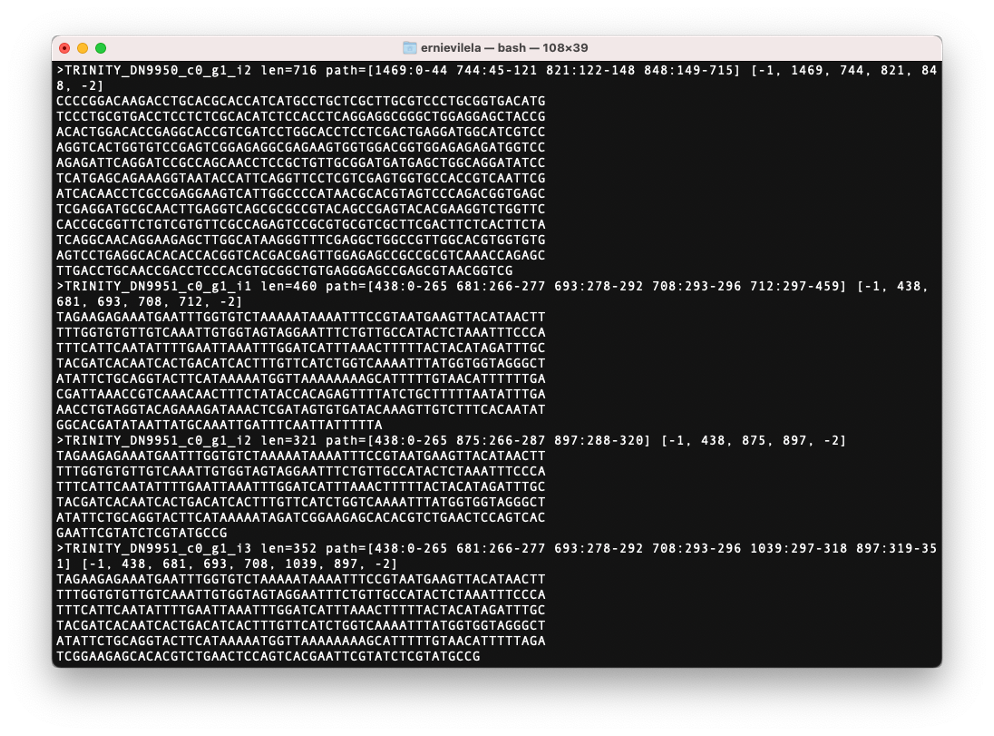 ernievilela — bash — 108×39
>TRINITY_DN9950_c0_g1_i2 len=716 path=[1469:0-44 744:45-121 821:122-148 848:149-715] [-1, 1469, 744, 821, 84
8, -2]
CCCCGGACAAGACCTGCACGCACCATCATGCCTGCTCGCTTGCGTCCCTGCGGTGACATG
TCCCTGCGTGACCTCCTCTCGCACATCTCCACCTCAGGAGGCGGGCTGGAGGAGCTACCG
ACACTGGACACCGAGGCACCGTCGATCCTGGCACCTCCTCGACTGAGGATGGCATCGTCC
AGGTCACTGGTGTCCGAGTCGGAGAGGCGAGAAGTGGTGGACGGTGGAGAGAGATGGTCC
AGAGATTCAGGATCCGCCAGCAACCTCCGCTGTTGCGGATGATGAGCTGGCAGGATATCC
TCATGAGCAGAAAGGTAATACCATTCAGGTTCCTCGTCGAGTGGTGCCACCGTCAATTCG
ATCACAACCTCGCCGAGGAAGTCATTGGCCCCATAACGCACGTAGTCCCAGACGGTGAGC
TCGAGGATGCGCAACTTGAGGTCAGCGCGCCGTACAGCCGAGTACACGAAGGTCTGGTTC
CACCGCGGTTCTGTCGTGTTCGCCAGAGTCCGCGTGCGTCGCTTCGACTTCTCACTTCTA
TCAGGCAACAGGAAGAGCTTGGCATAAGGGTTTCGAGGCTGGCCGTTGGCACGTGGTGTG
AGTCCTGAGGCACACACCACGGTCACGACGAGTTGGAGAGCCGCCGCGTCAAACCAGAGC
TTGACCTGCAACCGACCTCCCACGTGCGGCTGTGAGGGAGCCGAGCGTAACGGTCG
>TRINITY_DN9951_c0_g1_i1 len=460 path=[438:0-265 681:266-277 693:278-292 708:293-296 712:297-459] [-1, 438,
681, 693, 708, 712, -2]
TAGAAGAGAAATGAATTTGGTGTCTAAAAATAAAATTTCCGTAATGAAGTTACATAACTT
TTTGGTGTGTTGTCAAATTGTGGTAGTAGGAATTTCTGTTGCCATACTCTAAATTTCCCA
TTTCATTCAATATTTTGAATTAAATTTGGATCATTTAAACTTTTTACTACATAGATTTGC
TACGATCACAATCACTGACATCACTTTGTTCATCTGGTCAAAATTTATGGTGGTAGGGCT
ATATTCTGCAGGTACTTCATAAAAATGGTTAAAAAAAAGCATTTTTGTAACATTTTTTGA
CGATTAAACCGTCAAACAACTTTCTATACCACAGAGTTTTATCTGCTTTTTAATATTTGA
AACCTGTAGGTACAGAAAGATAAACTCGATAGTGTGATACAAAGTTGTCTTTCACAATAT
GGCACGATATAATTATGCAAATTGATTTCAATTATTTTTA
>TRINITY_DN9951_c0_g1_i2 len=321 path=[438:0-265 875:266-287 897:288-320] [-1, 438, 875, 897, -2]
TAGAAGAGAAATGAATTTGGTGTCTAAAAATAAAATTTCCGTAATGAAGTTACATAACTT
TTTGGTGTGTTGTCAAATTGTGGTAGTAGGAATTTCTGTTGCCATACTCTAAATTTCCCA
TTTCATTCAATATTTTGAATTAAATTTGGATCATTTAAACTTTTTACTACATAGATTTGC
TACGATCACAATCACTGACATCACTTTGTTCATCTGGTCAAAATTTATGGTGGTAGGGCT
ATATTCTGCAGGTACTTCATAAAAATAGATCGGAAGAGCACACGTCTGAACTCCAGTCAC
GAATTCGTATCTCGTATGCCG
>TRINITY_DN9951_c0_g1_i3 len=352 path=[438:0-265 681:266-277 693:278-292 708:293-296 1039:297-318 897:319-35
1] [-1, 438, 681, 693, 708, 1039, 897, -2]
TAGAAGAGAAATGAATTTGGTGTCTAAAAATAAAATTTCCGTAATGAAGTTACATAACTT
TTTGGTGTGTTGTCAAATTGTGGTAGTAGGAATTTCTGTTGCCATACTCTAAATTTCCCA
TTTCATTCAATATTTTGAATTAAATTTGGATCATTTAAACTTTTTACTACATAGATTTGC
TACGATCACAATCACTGACATCACTTTGTTCATCTGGTCAAAATTTATGGTGGTAGGGCT
ATATTCTGCAGGTACTTCATAAAAATGGTTAAAAAAAAGCATTTTTGTAACATTTTTAGA
TCGGAAGAGCACACGTCTGAACTCCAGTCACGAATTCGTATCTCGTATGCCG